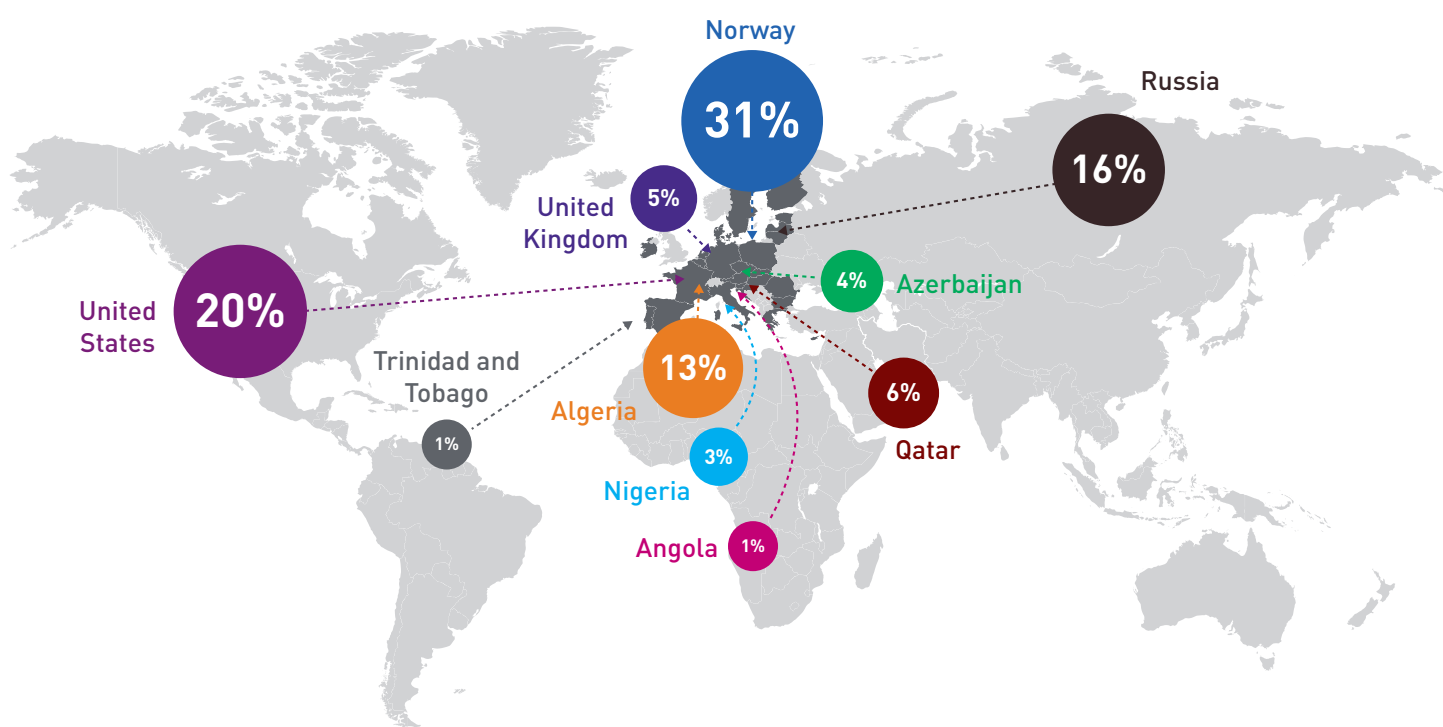 Norway
31%
Russia
16%
5%
United
Kingdom
4%
Azerbaijan
United
States
20%
Trinidad and
Tobago
1%
13%
Algeria
6%
Qatar
3%
Nigeria
Angola
1%